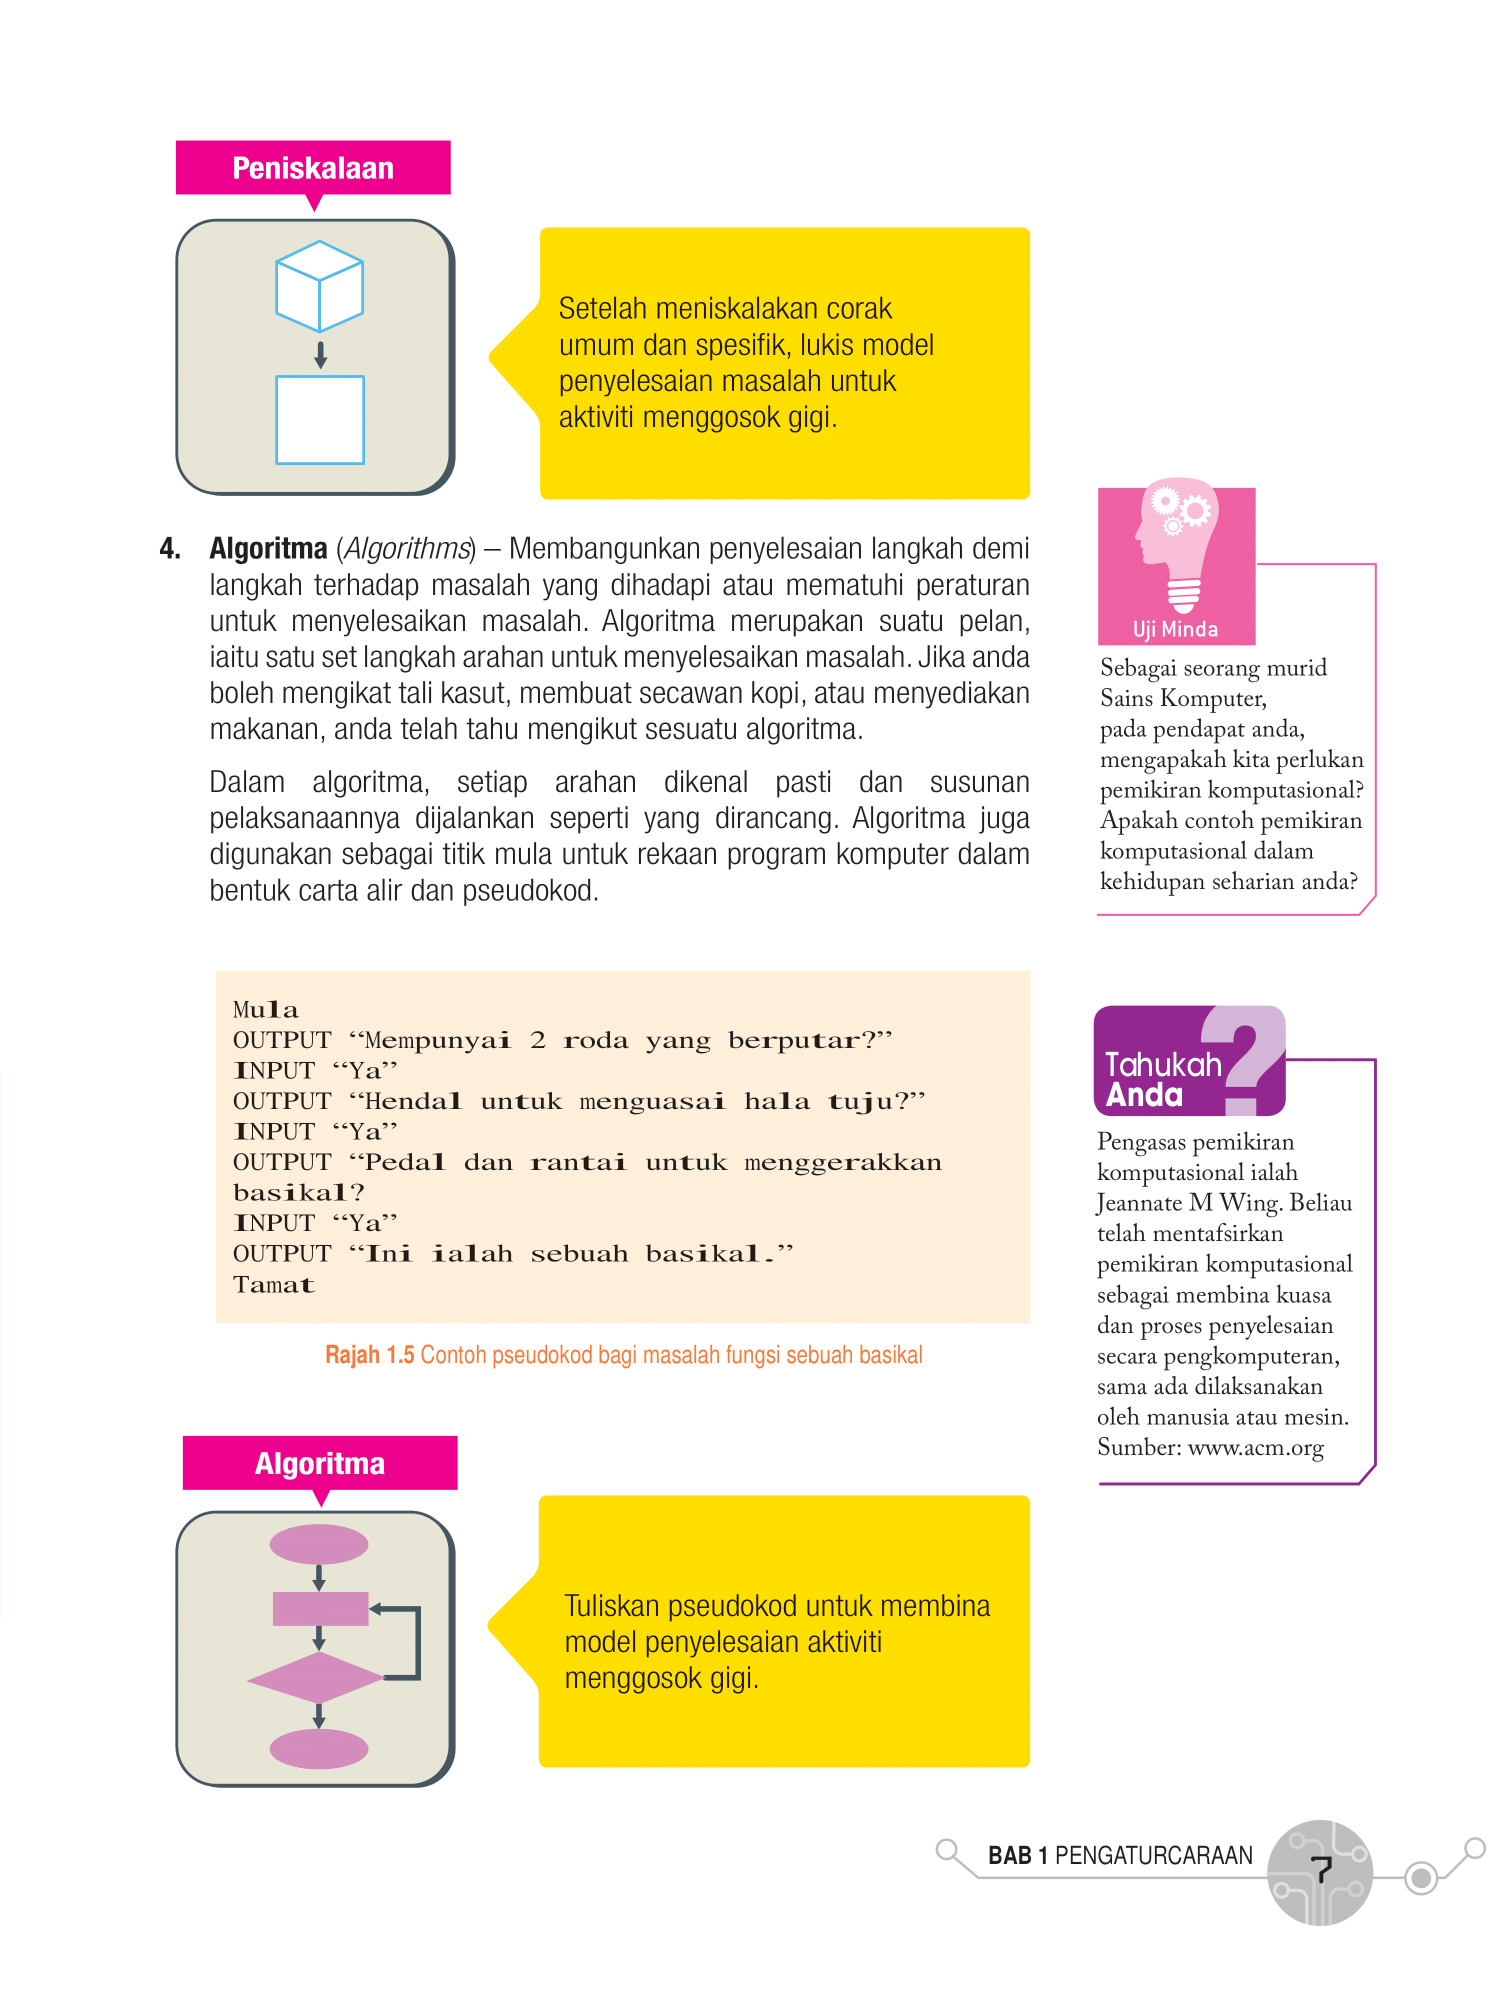 Peniskalaan
Setelah meniskalakan corak
umum dan spesifik, lukis model
penyelesaian masalah untuk
aktiviti menggosok gigi.
4. Algoritma (Algorithms) – Membangunkan penyelesaian langkah demi
langkah terhadap masalah yang dihadapi atau mematuhi peraturan
untuk menyelesaikan masalah. Algoritma merupakan suatu pelan,
iaitu satu set langkah arahan untuk menyelesaikan masalah. Jika anda
boleh mengikat tali kasut, membuat secawan kopi, atau menyediakan
makanan, anda telah tahu mengikut sesuatu algoritma.
Dalam algoritma, setiap arahan dikenal pasti dan susunan
pelaksanaannya dijalankan seperti yang dirancang. Algoritma juga
digunakan sebagai titik mula untuk rekaan program komputer dalam
bentuk carta alir dan pseudokod.
Mula
OUTPUT “Mempunyai 2 roda yang berputar?”
INPUT “Ya”
OUTPUT “Hendal untuk menguasai hala tuju?”
INPUT “Ya”
OUTPUT “Pedal dan rantai untuk menggerakkan
basikal?
INPUT “Ya”
OUTPUT “Ini ialah sebuah basikal.”
Tamat
Rajah 1.5 Contoh pseudokod bagi masalah fungsi sebuah basikal
Algoritma
Tuliskan pseudokod untuk membina
model penyelesaian aktiviti
menggosok gigi.
Uji Minda
Sebagai seorang murid
Sains Komputer,
pada pendapat anda,
mengapakah kita perlukan
pemikiran komputasional?
Apakah contoh pemikiran
komputasional dalam
kehidupan seharian anda?
Tahukah
Anda
?
Pengasas pemikiran
komputasional ialah
Jeannate M Wing. Beliau
telah mentafsirkan
pemikiran komputasional
sebagai membina kuasa
dan proses penyelesaian
secara pengkomputeran,
sama ada dilaksanakan
oleh manusia atau mesin.
Sumber: www.acm.org
BAB 1 PENGATURCARAAN
7